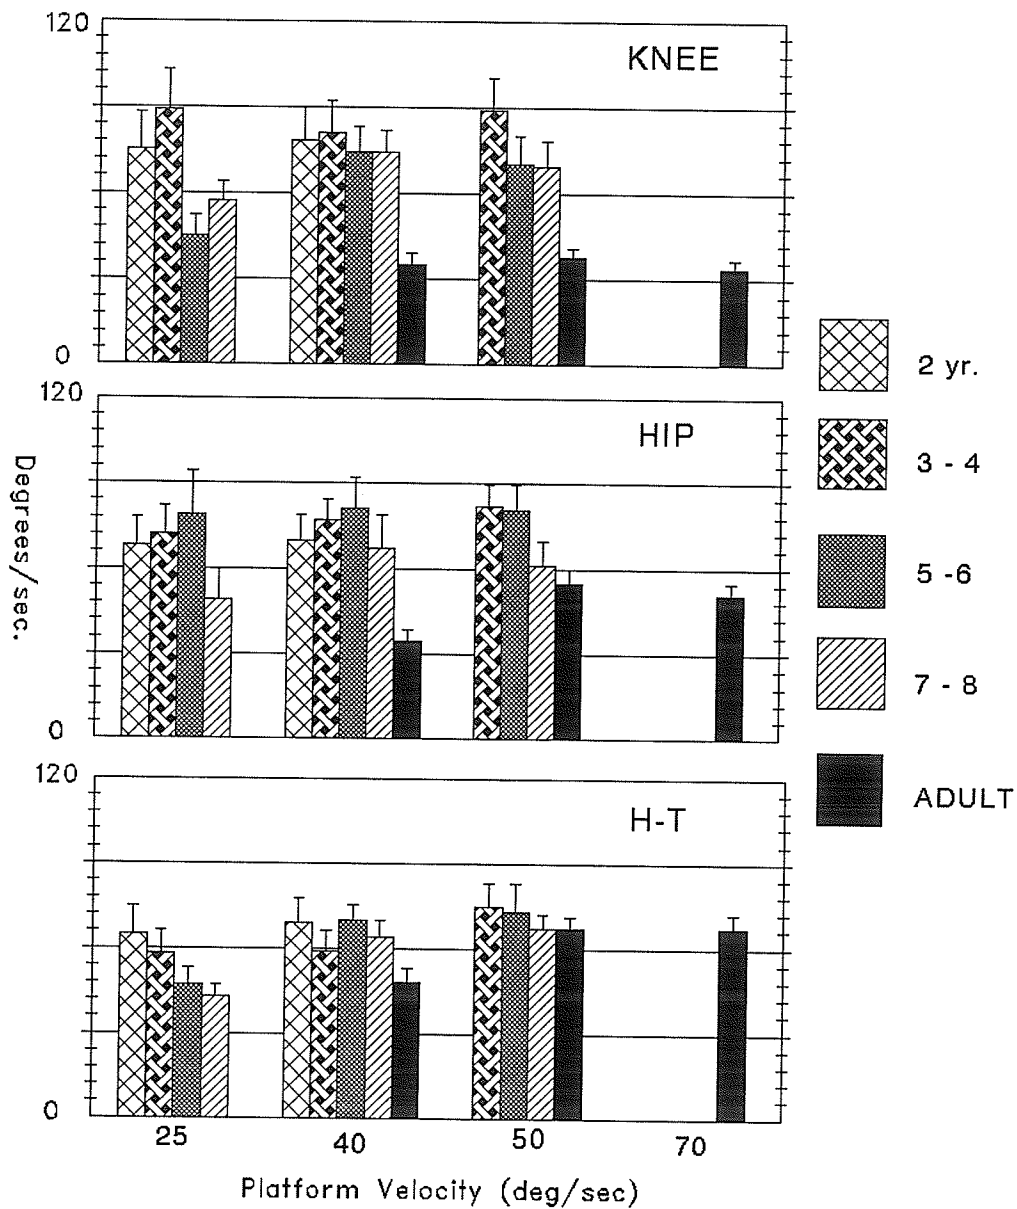 120
KNEE
0
120
HIP
0
Degrees/sec.
120
H-T
0
25 40 50 70
Platform Velocity (deg/sec)
2 yr.
3 - 4
5 -6
7 - 8
ADULT